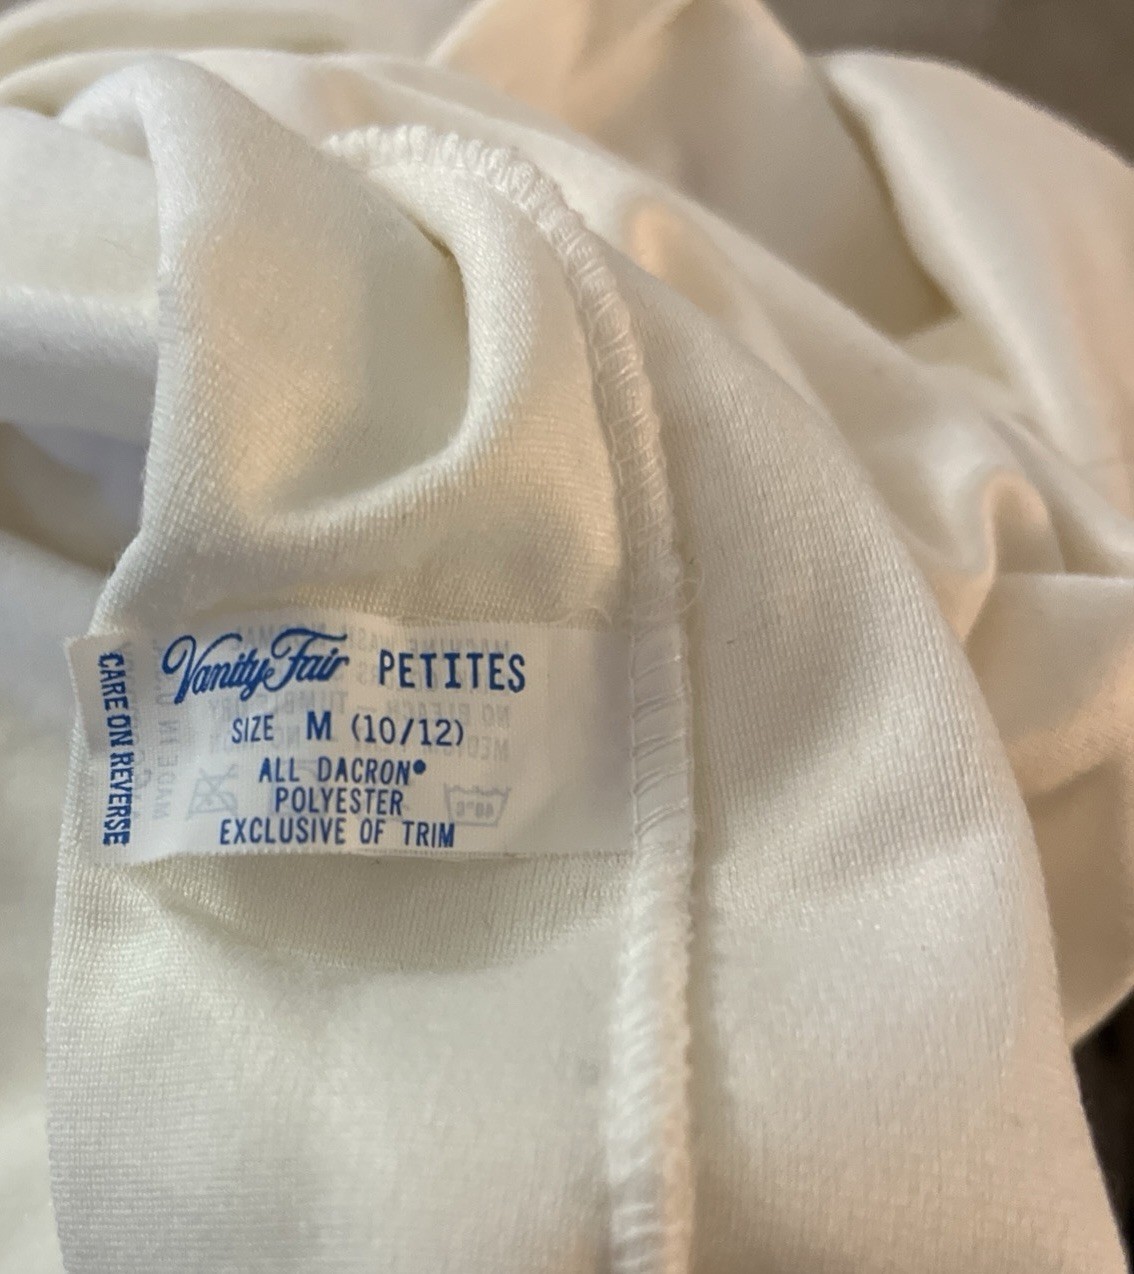 Vanity Fair PETITES
SIZE M (10/12)
ALL DACRON®
POLYESTER
EXCLUSIVE OF TRIM
CARE ON REVERSE